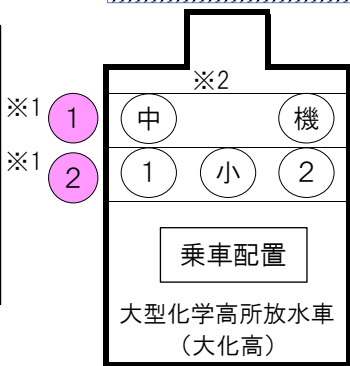 ※2
※1 1 中 機
※1 2 1 小 2
乗車配置
大型化学高所放水車
（大化高）